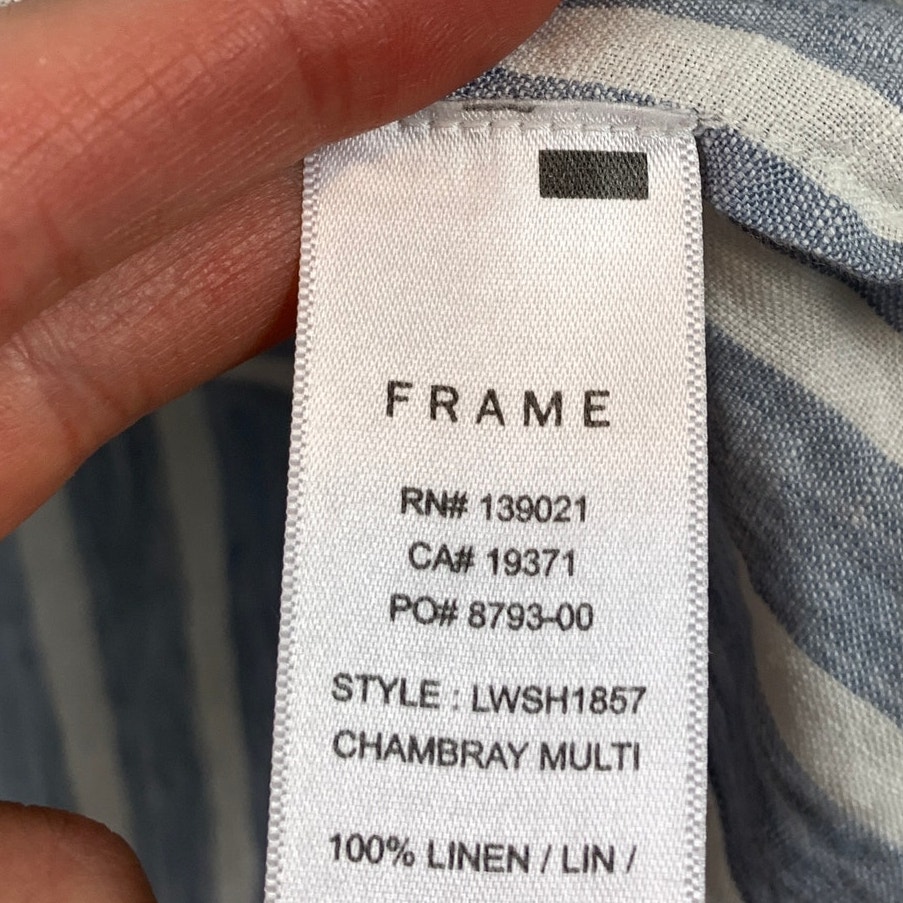 FRAME
RN# 139021
CA# 19371
PO# 8793-00
STYLE : LWSH1857
CHAMBRAY MULTI
100% LINEN / LIN /